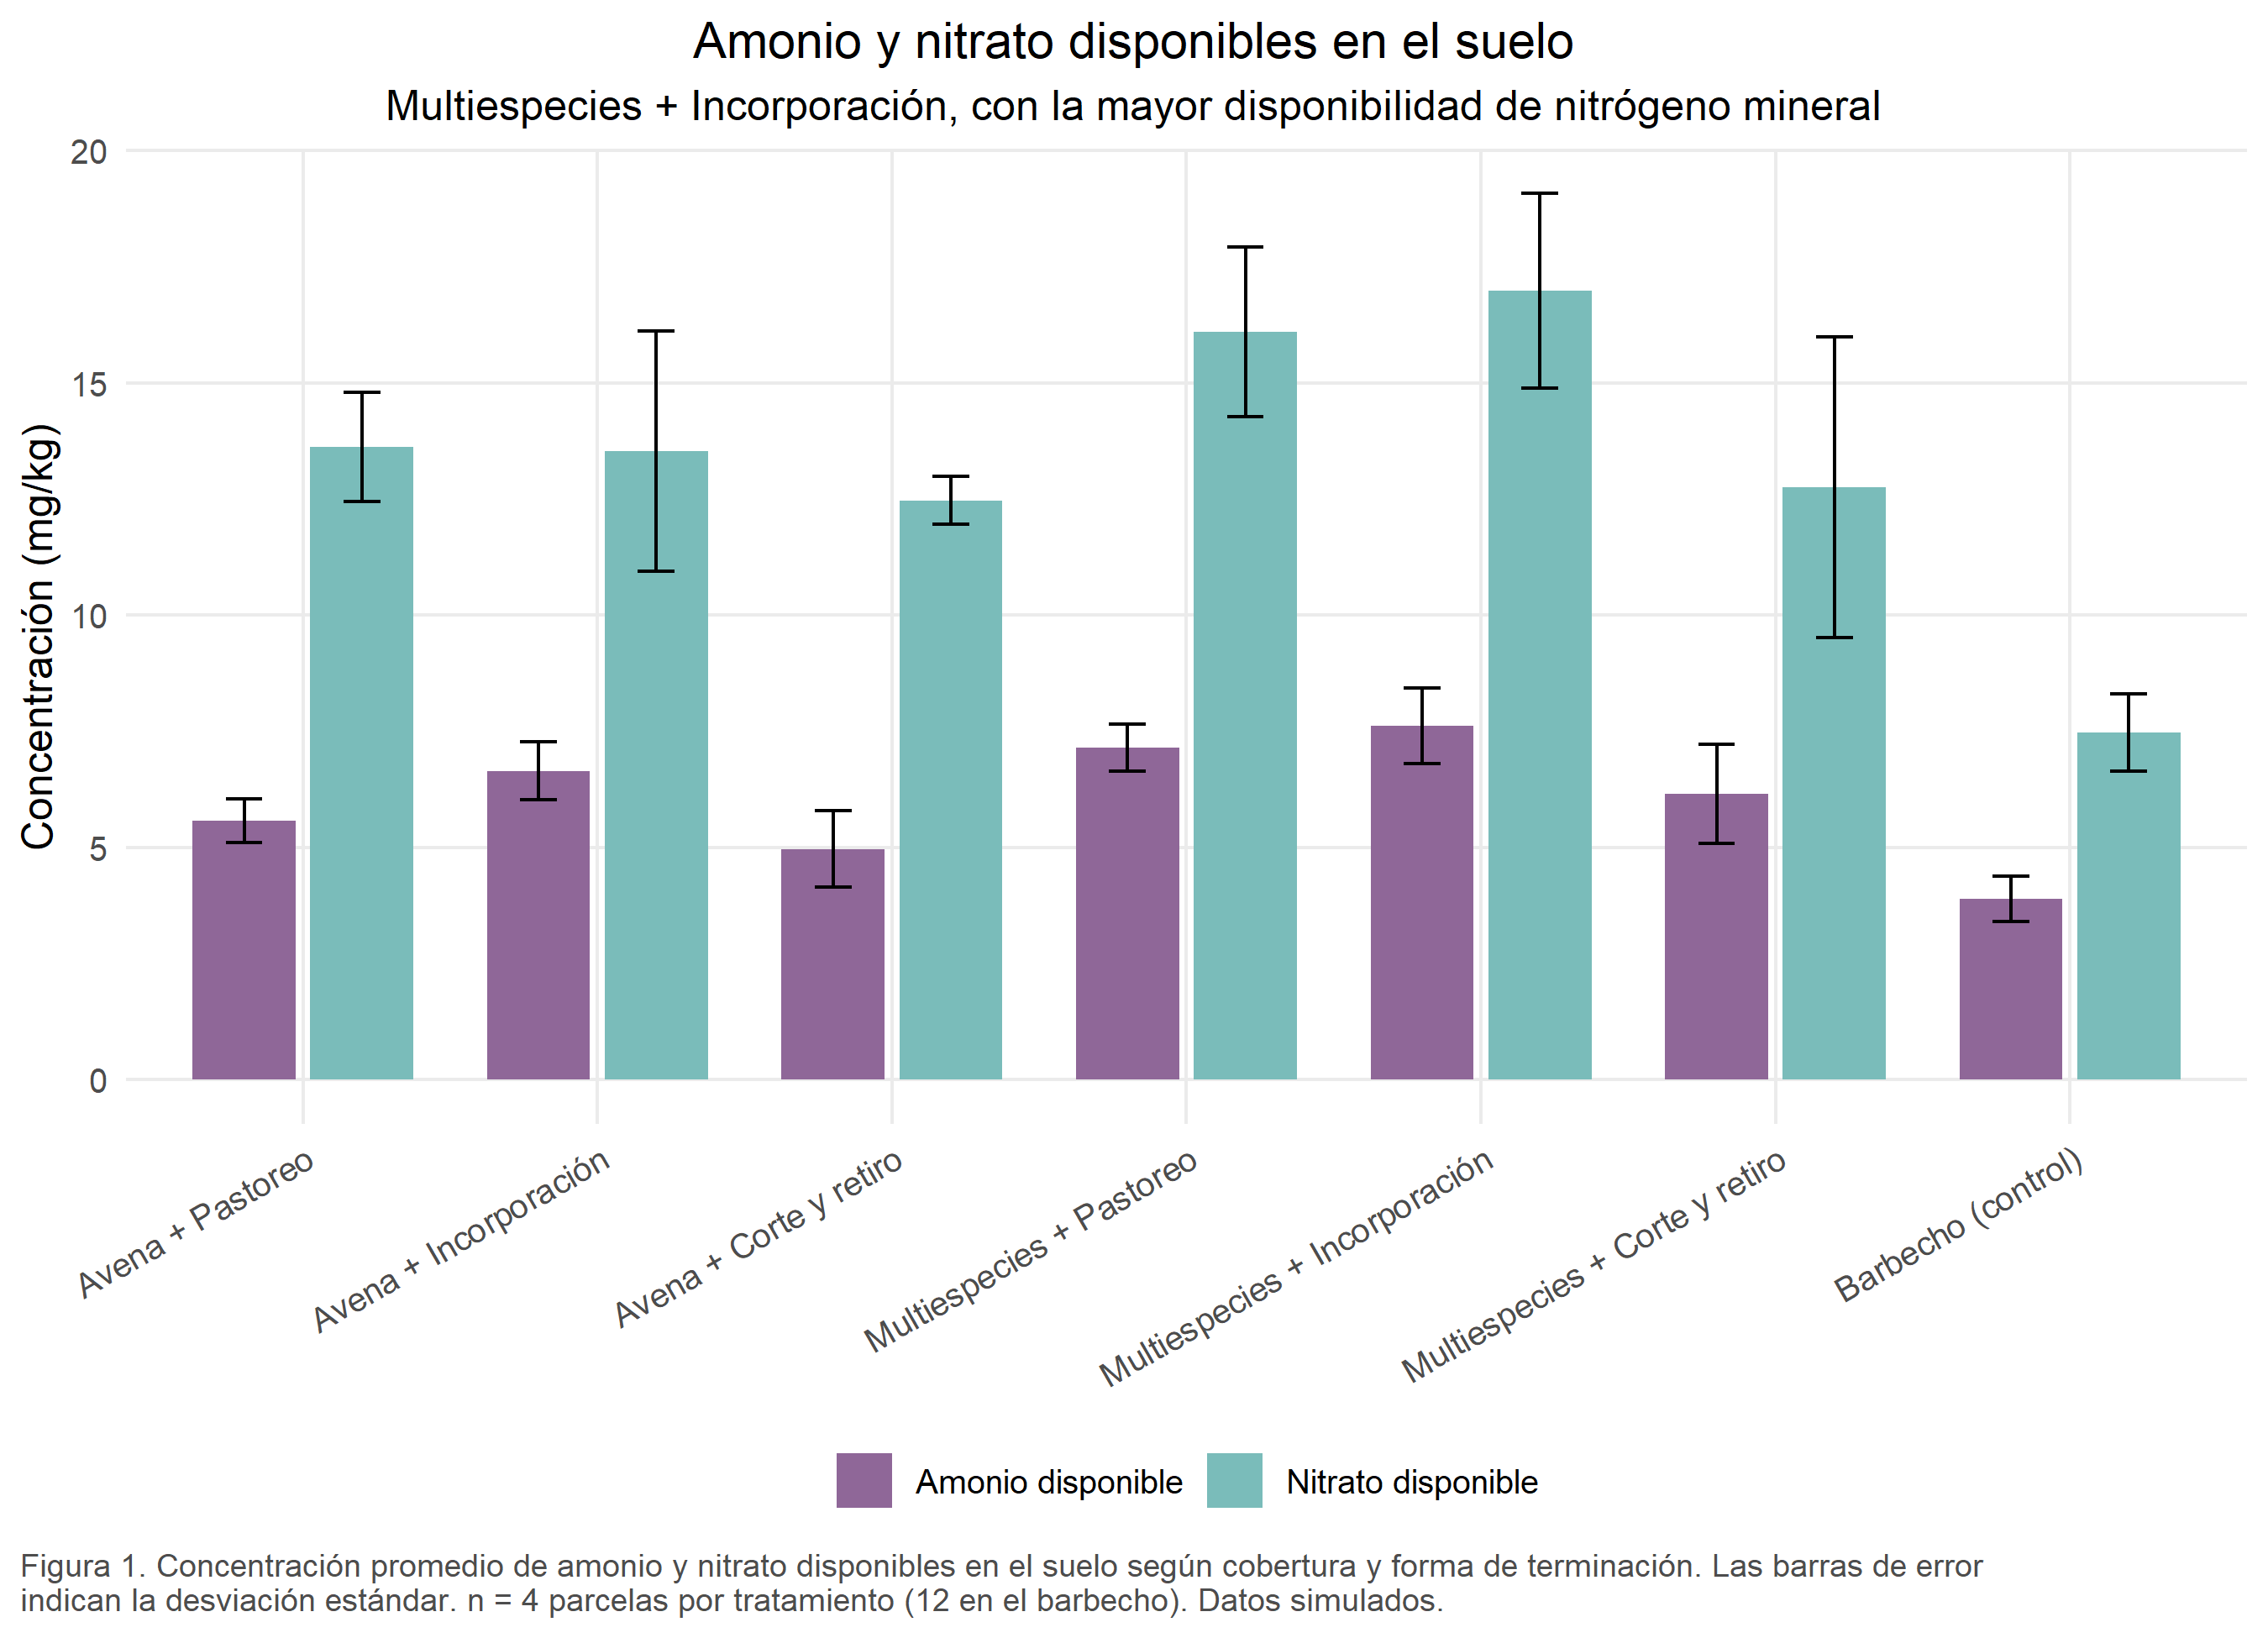 Amonio y nitrato disponibles en el suelo
Multiespecies + Incorporación, con la mayor disponibilidad de nitrógeno mineral
Concentración (mg/kg)
20
15
10
5
0
Avena + Pastoreo
Avena + Incorporación
Avena + Corte y retiro
Multiespecies + Pastoreo
Multiespecies + Incorporación
Multiespecies + Corte y retiro
Barbecho (control)
Amonio disponible
Nitrato disponible
Figura 1. Concentración promedio de amonio y nitrato disponibles en el suelo según cobertura y forma de terminación. Las barras de error
indican la desviación estándar. n = 4 parcelas por tratamiento (12 en el barbecho). Datos simulados.